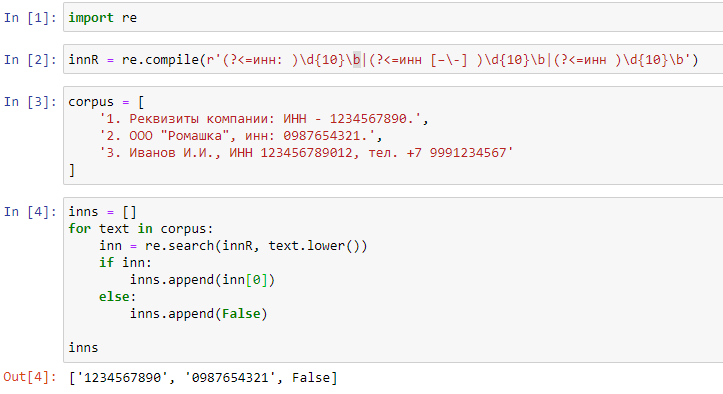 In [1]: import re
In [2]: innR = re.compile(r'(?<=инн: )\d{10}\b|(?<=инн [–\-] )\d{10}\b|(?<=инн )\d{10}\b')
In [3]: corpus = [
'1. Реквизиты компании: ИНН - 1234567890.',
'2. ООО "Ромашка", инн: 0987654321.',
'3. Иванов И.И., ИНН 123456789012, тел. +7 9991234567'
]
In [4]: inns = []
for text in corpus:
inn = re.search(innR, text.lower())
if inn:
inns.append(inn[0])
else:
inns.append(False)
inns
Out[4]: ['1234567890', '0987654321', False]